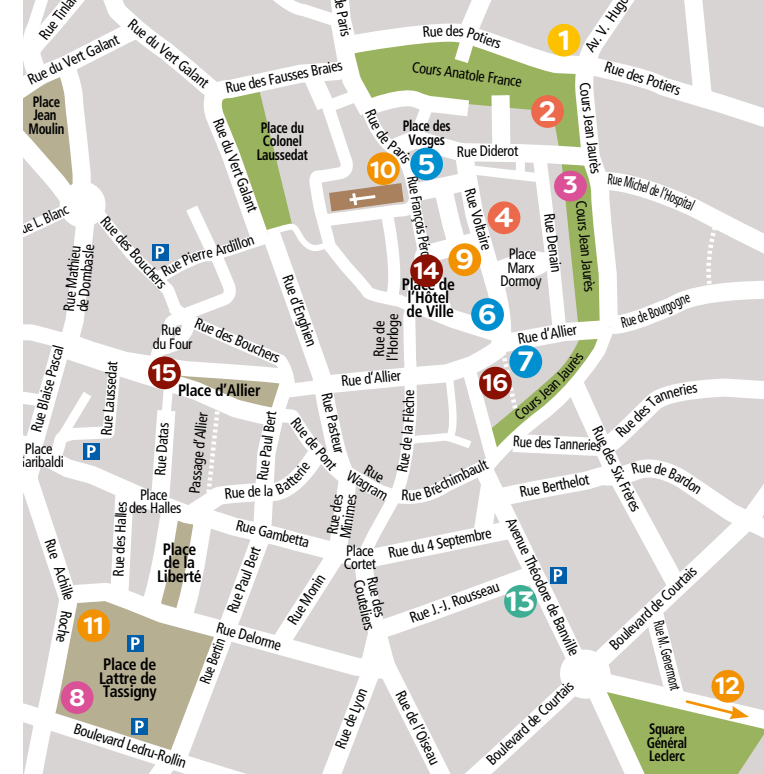 Rue Tinlan
Rue du Vert Galant
Rue du Vert Galant
de Paris
Rue des Potiers
1
Av. V. Hugo
Rue des Potiers
Rue des Fausses Braies
Cours Anatole France
Cours Jean Jaurès
2
Place
Jean
Moulin
Place du
Colonel
Laussedat
Rue du Vert Galant
Rue de Paris
Place des
Vosges
5
Rue Diderot
10
3
Rue Michel de l'Hospital
ue L. Blanc
Rue des Bouchers
P
Rue Pierre Ardillon
Rue François Péron
Rue Voltaire
4
Rue Denain
Cours Jean Jaurès
Rue Mathieu
de Dombasle
9
14
Place
Marx
Dormoy
Place de
l'Hôtel
de Ville
Rue d'Enghien
6
Rue de Bourgogne
Rue
du Four
Rue des Bouchers
Rue de
l'Horloge
Rue d'Allier
7
Rue Blaise Pascal
Rue Laussedat
15
Place d'Allier
Rue d'Allier
16
Cours Jean Jaurès
Place
Garibaldi
P
Rue Datas
Passage d'Allier
Rue Paul Bert
Rue de Pont
Rue Pasteur
Rue
Wagram
Rue de la Flèche
Rue des Tanneries
Rue des Tanneries
Rue des Six Frères
Rue de Bardon
Rue de la Batterie
Rue Bréchimbault
Rue Berthelot
Place
des Halles
Rue des Halles
Rue des
Minimes
Rue Gambetta
Place
Cortet
Rue du 4 Septembre
Avenue Théodore de Banville
Place
de la
Liberté
Rue Paul Bert
Rue Achille
Roche
Rue Monin
Rue des
Couteliers
Rue J.-J. Rousseau
P
13
Boulevard de Courtais
11
P
Rue Delorme
Rue Bertin
Place de
Lattre de
Tassigny
8
P
Boulevard Ledru-Rollin
Rue de Lyon
Rue de l'Oiseau
Boulevard de Courtais
Rue M. Genermont
12
Square
Général
Leclerc